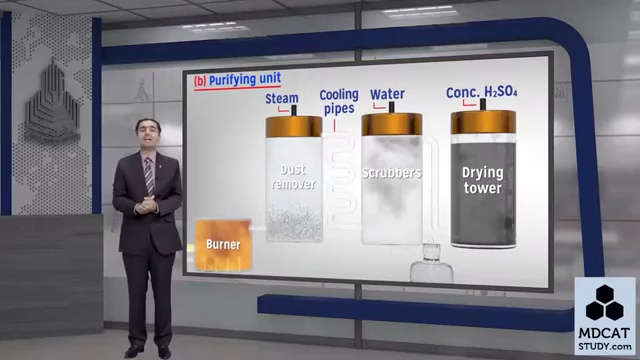 (b) Purifying unit
Steam
Cooling
pipes
Water
Conc. H₂SO₄
Dust
remover
Scrubbers
Drying
tower
Burner
MDCAT
STUDY.com